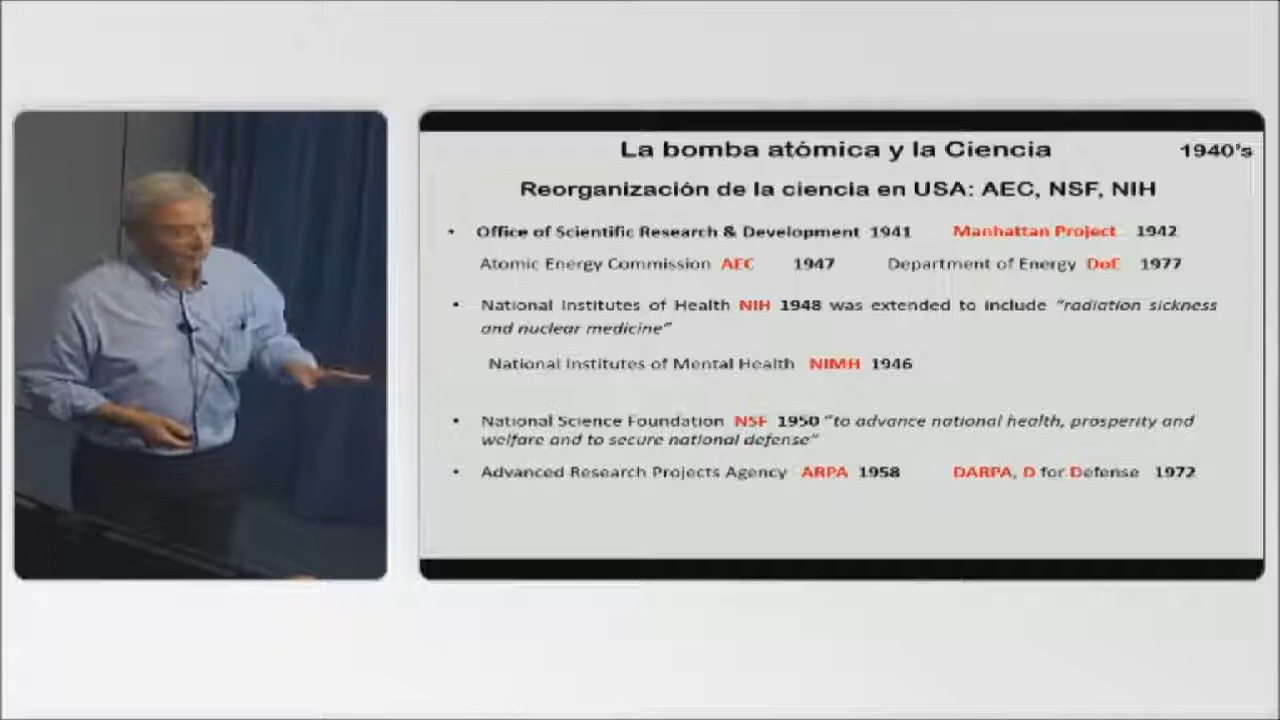 La bomba atómica y la Ciencia 1940's
Reorganización de la ciencia en USA: AEC, NSF, NIH
• Office of Scientific Research & Development 1941 Manhattan Project 1942
Atomic Energy Commission AEC 1947 Department of Energy DoE 1977
• National Institutes of Health NIH 1948 was extended to include "radiation sickness
and nuclear medicine"
National Institutes of Mental Health NIMH 1946
• National Science Foundation NSF 1950 "to advance national health, prosperity and
welfare and to secure national defense"
• Advanced Research Projects Agency ARPA 1958 DARPA, D for Defense 1972